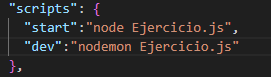 "scripts": {
"start":"node Ejercicio.js",
"dev":"nodemon Ejercicio.js"
},